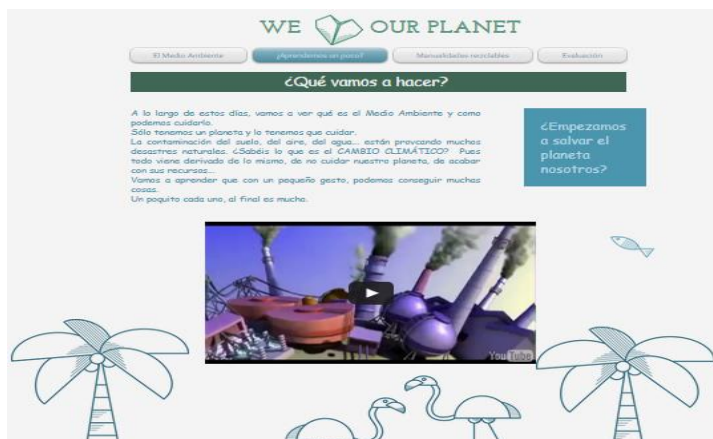 WE OUR PLANET
El Medio Ambiente
¿Aprendemos un poco?
Manualidades reciclables
Evaluación
¿Qué vamos a hacer?
A lo largo de estos días, vamos a ver qué es el Medio Ambiente y como
podemos cuidarlo.
Sólo tenemos un planeta y lo tenemos que cuidar.
La contaminación del suelo, del aire, del agua... están provcando muchos
desastres naturales. ¿Sabéis lo que es el CAMBIO CLIMÁTICO? Pues
todo viene derivado de lo mismo, de no cuidar nuestro planeta, de acabar
con sus recursos...
Vamos a aprender que con un pequeño gesto, podemos conseguir muchas
cosas.
Un poquito cada uno, al final es mucho.
¿Empezamos
a salvar el
planeta
nosotros?
YouTube